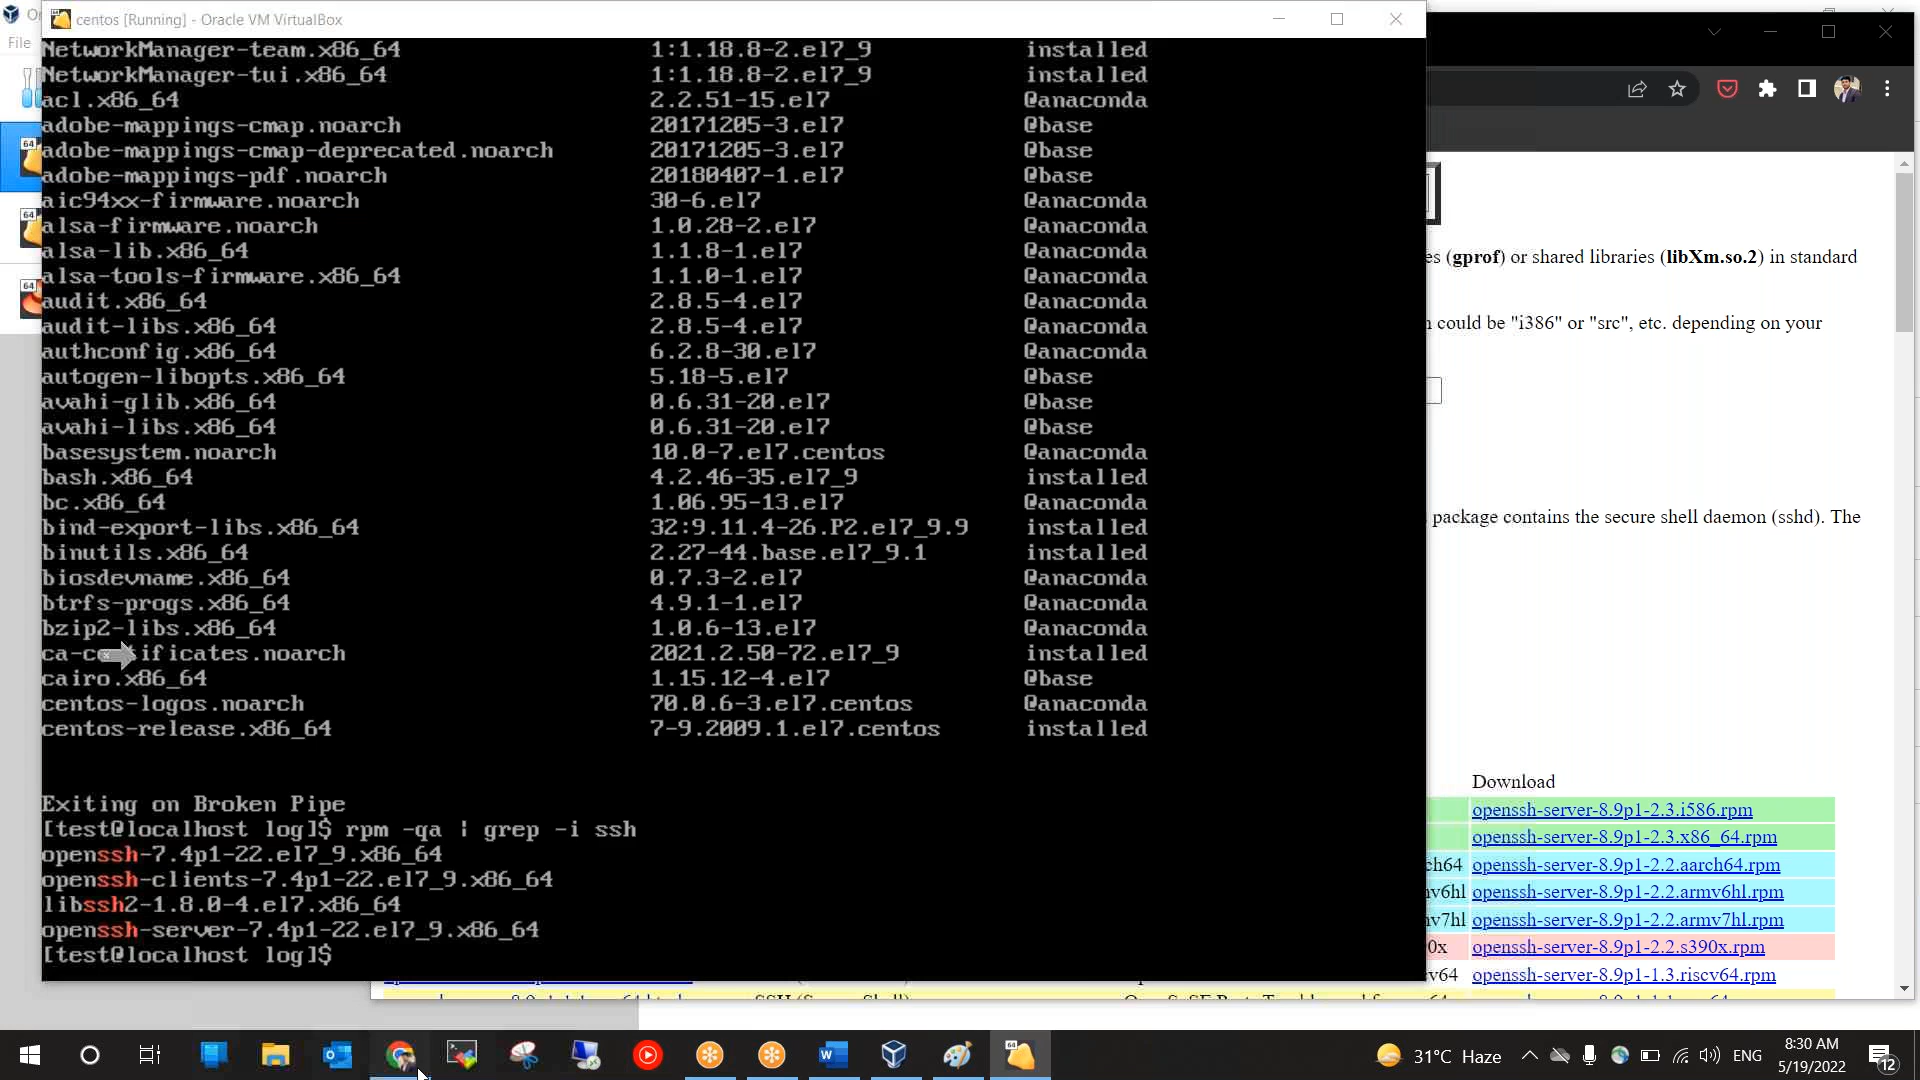 centos [Running] - Oracle VM VirtualBox
File
NetworkManager-team.x86_64 1:1.18.8-2.el7_9 installed
NetworkManager-tui.x86_64 1:1.18.8-2.el7_9 installed
acl.x86_64 2.2.51-15.el7 @anaconda
adobe-mappings-cmap.noarch 20171205-3.el7 @base
adobe-mappings-cmap-deprecated.noarch 20171205-3.el7 @base
adobe-mappings-pdf.noarch 20180407-1.el7 @base
aic94xx-firmware.noarch 30-6.el7 @anaconda
alsa-firmware.noarch 1.0.28-2.el7 @anaconda
alsa-lib.x86_64 1.1.8-1.el7 @anaconda
alsa-tools-firmware.x86_64 1.1.0-1.el7 @anaconda
audit.x86_64 2.8.5-4.el7 @anaconda
audit-libs.x86_64 2.8.5-4.el7 @anaconda
authconfig.x86_64 6.2.8-30.el7 @anaconda
autogen-libopts.x86_64 5.18-5.el7 @base
avahi-glib.x86_64 0.6.31-20.el7 @base
avahi-libs.x86_64 0.6.31-20.el7 @base
basesystem.noarch 10.0-7.el7.centos @anaconda
bash.x86_64 4.2.46-35.el7_9 installed
bc.x86_64 1.06.95-13.el7 @anaconda
bind-export-libs.x86_64 32:9.11.4-26.P2.el7_9.9 installed
binutils.x86_64 2.27-44.base.el7_9.1 installed
biosdevname.x86_64 0.7.3-2.el7 @anaconda
btrfs-progs.x86_64 4.9.1-1.el7 @anaconda
bzip2-libs.x86_64 1.0.6-13.el7 @anaconda
ca-certificates.noarch 2021.2.50-72.el7_9 installed
cairo.x86_64 1.15.12-4.el7 @base
centos-logos.noarch 70.0.6-3.el7.centos @anaconda
centos-release.x86_64 7-9.2009.1.el7.centos installed
Exiting on Broken Pipe
[test@localhost log]$ rpm -qa | grep -i ssh
openssh-7.4p1-22.el7_9.x86_64
openssh-clients-7.4p1-22.el7_9.x86_64
libssh2-1.8.0-4.el7.x86_64
openssh-server-7.4p1-22.el7_9.x86_64
[test@localhost log]$
es (gprof) or shared libraries (libXm.so.2) in standard
could be "i386" or "src", etc. depending on your
package contains the secure shell daemon (sshd). The
Download
openssh-server-8.9p1-2.3.i586.rpm
openssh-server-8.9p1-2.3.x86_64.rpm
ch64 openssh-server-8.9p1-2.2.aarch64.rpm
v6hl openssh-server-8.9p1-2.2.armv6hl.rpm
v7hl openssh-server-8.9p1-2.2.armv7hl.rpm
0x openssh-server-8.9p1-2.2.s390x.rpm
v64 openssh-server-8.9p1-1.3.riscv64.rpm
31°C Haze
ENG
8:30 AM
5/19/2022
12